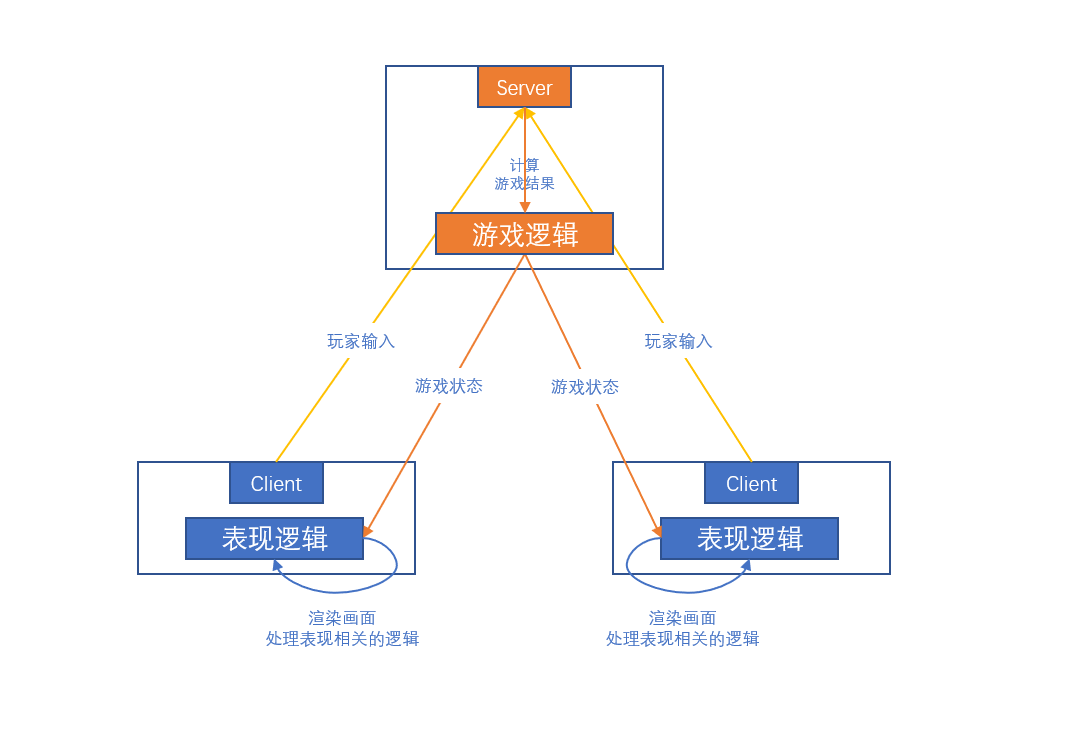 Server
计算
游戏结果
游戏逻辑
玩家输入
玩家输入
游戏状态
游戏状态
Client
Client
表现逻辑
表现逻辑
渲染画面
处理表现相关的逻辑
渲染画面
处理表现相关的逻辑